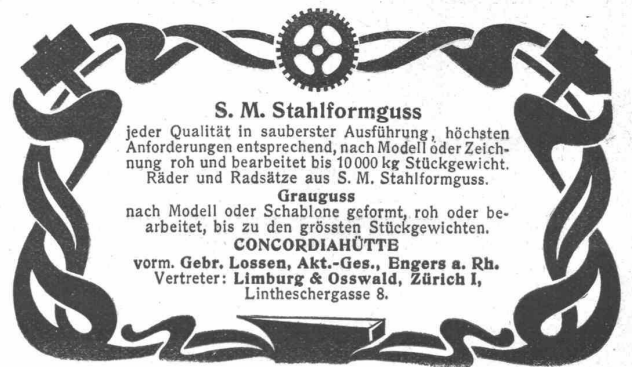 S. M. Stahlformguss
jeder Qualität in sauberster Ausführung, höchsten
Anforderungen entsprechend, nach Modell oder Zeich-
nung roh und bearbeitet bis 10 000 kg Stückgewicht.
Räder und Radsätze aus S. M. Stahlformguss.
Grauguss
nach Modell oder Schablone geformt, roh oder be-
arbeitet, bis zu den grössten Stückgewichten.
CONCORDIAHÜTTE
vorm. Gebr. Lossen, Akt.-Ges., Engers a. Rh.
Vertreter: Limburg & Osswald, Zürich I,
Lintheschergasse 8.